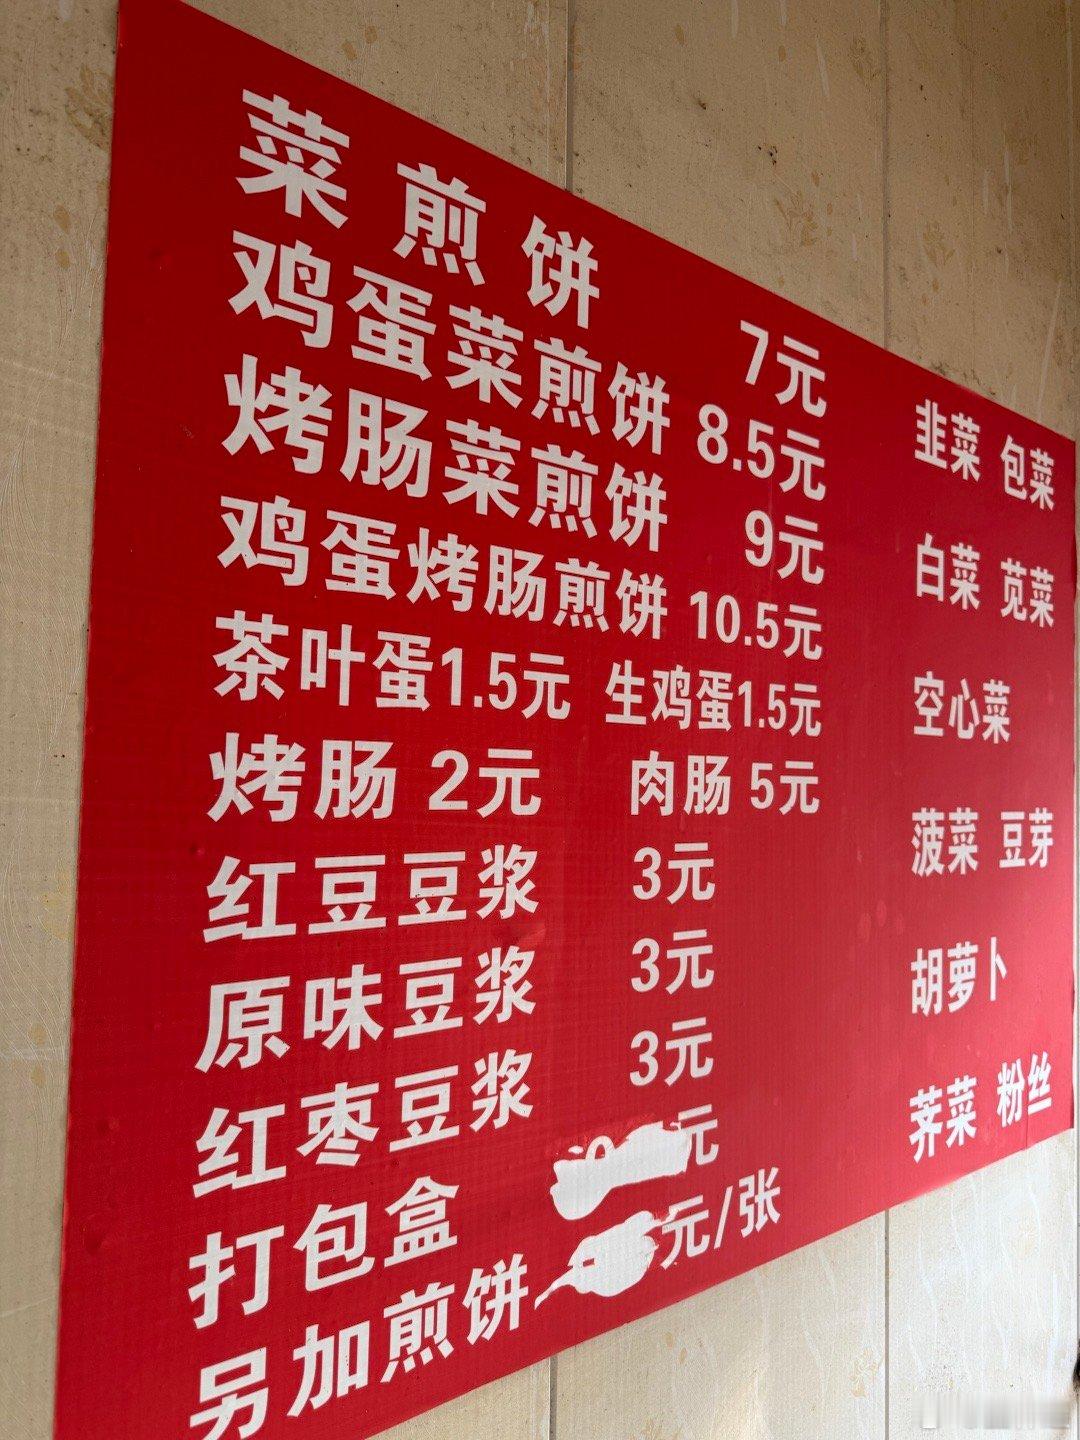 菜煎饼 7元
鸡蛋菜煎饼 8.5元
烤肠菜煎饼 9元
鸡蛋烤肠煎饼 10.5元
茶叶蛋1.5元 生鸡蛋1.5元
烤肠 2元 肉肠 5元
红豆豆浆 3元
原味豆浆 3元
红枣豆浆 3元
打包盒 元
另加煎饼 元/张
韭菜 包菜
白菜 苋菜
空心菜
菠菜 豆芽
胡萝卜
荠菜 粉丝